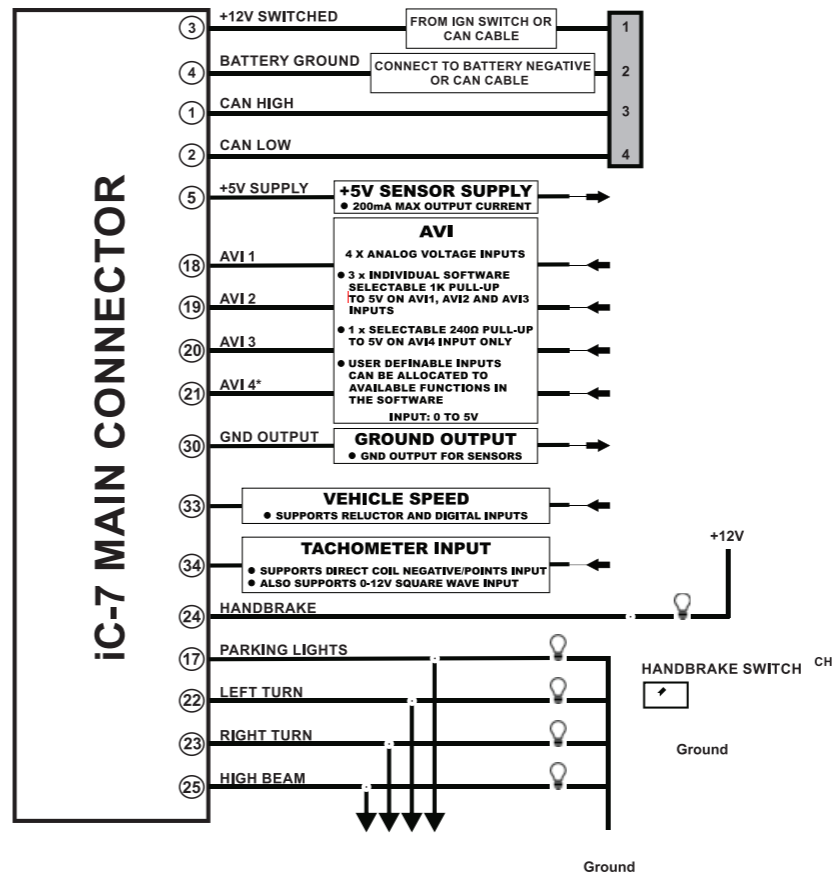 iC-7 MAIN CONNECTOR
3
+12V SWITCHED
FROM IGN SWITCH OR
CAN CABLE
1
4
BATTERY GROUND
CONNECT TO BATTERY NEGATIVE
OR CAN CABLE
2
1
CAN HIGH
3
2
CAN LOW
4
5
+5V SUPPLY
+5V SENSOR SUPPLY
● 200mA MAX OUTPUT CURRENT
AVI
4 X ANALOG VOLTAGE INPUTS
● 3 x INDIVIDUAL SOFTWARE
SELECTABLE 1K PULL-UP
TO 5V ON AVI1, AVI2 AND AVI3
INPUTS
● 1 x SELECTABLE 240Ω PULL-UP
TO 5V ON AVI4 INPUT ONLY
● USER DEFINABLE INPUTS
CAN BE ALLOCATED TO
AVAILABLE FUNCTIONS IN
THE SOFTWARE
INPUT: 0 TO 5V
18
AVI 1
19
AVI 2
20
AVI 3
21
AVI 4*
30
GND OUTPUT
GROUND OUTPUT
● GND OUTPUT FOR SENSORS
33
VEHICLE SPEED
● SUPPORTS RELUCTOR AND DIGITAL INPUTS
34
TACHOMETER INPUT
● SUPPORTS DIRECT COIL NEGATIVE/POINTS INPUT
● ALSO SUPPORTS 0-12V SQUARE WAVE INPUT
+12V
24
HANDBRAKE
17
PARKING LIGHTS
HANDBRAKE SWITCH
CH
22
LEFT TURN
23
RIGHT TURN
Ground
25
HIGH BEAM
Ground